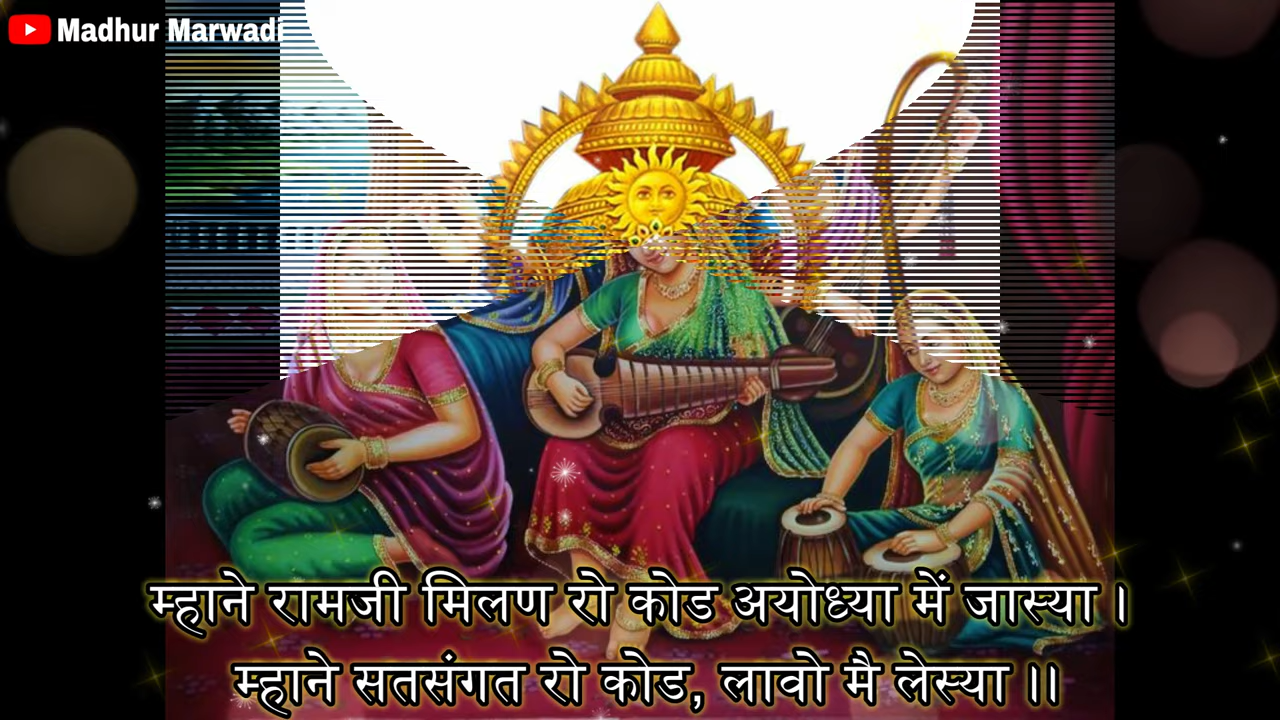 Madhur Marwadi
म्हाने रामजी मिलण रो कोड अयोध्या में जास्या ।
म्हाने सतसंगत रो कोड, लावो मै लेस्या ।।